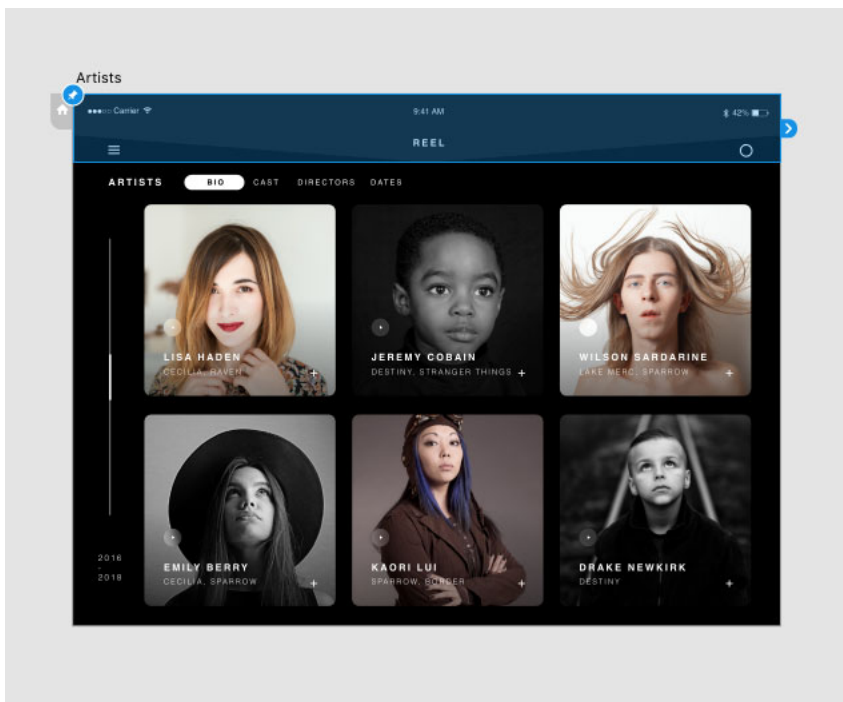 Artists
Carrier
9:41 AM
42%
REEL
ARTISTS
BIO
CAST
DIRECTORS
DATES
LISA HADEN
CECILIA, RAVEN
+
JEREMY COBAIN
DESTINY, STRANGER THINGS +
WILSON SARDARINE
LAKE MERC, SPARROW
+
EMILY BERRY
CECILIA, SPARROW
+
KAORI LUI
SPARROW, BORDER
+
DRAKE NEWKIRK
DESTINY
+
2016
-
2018